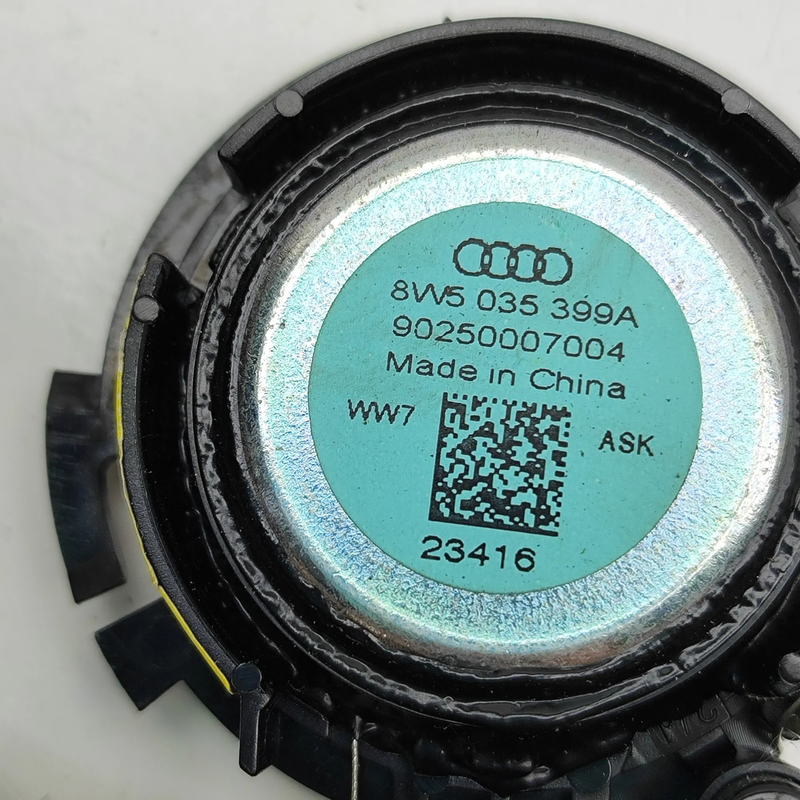 8W5 035 399A
90250007004
Made in China
WW7
ASK
23416